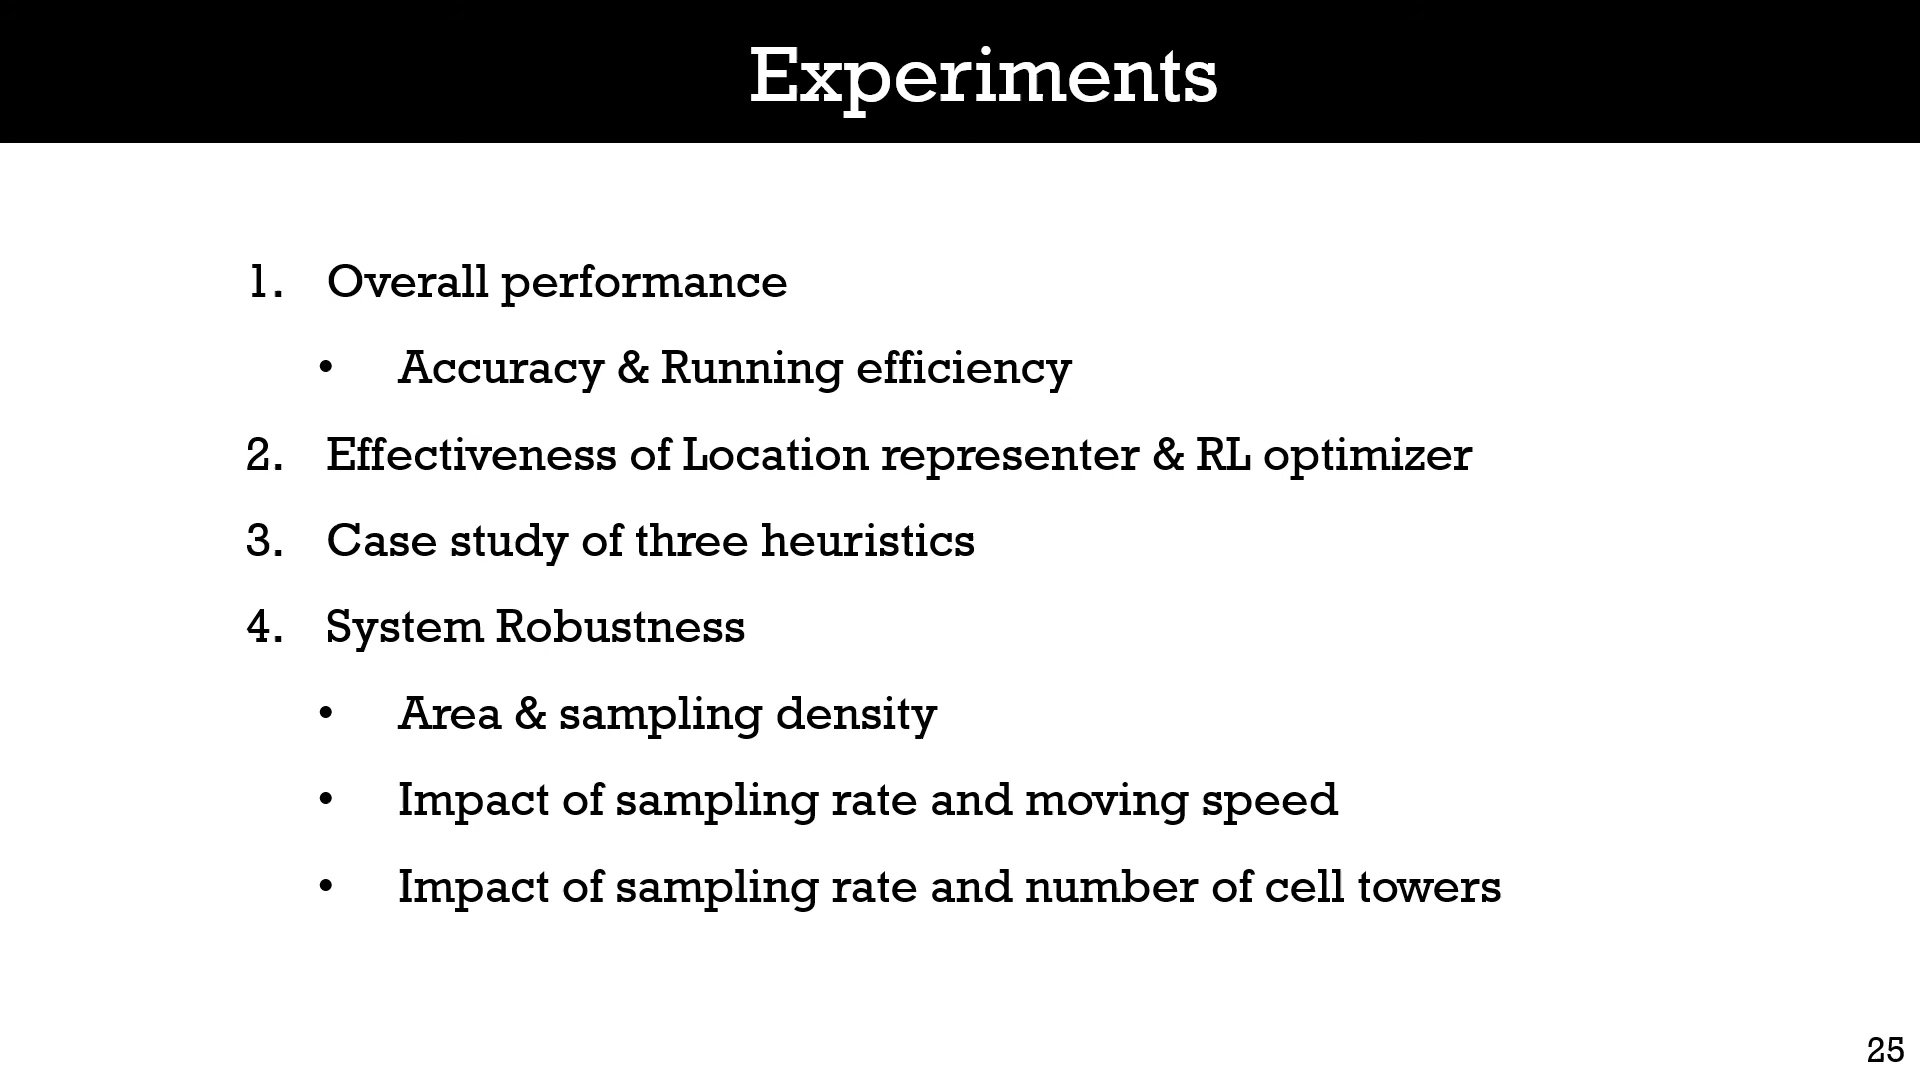 Experiments
1. Overall performance
• Accuracy & Running efficiency
2. Effectiveness of Location representer & RL optimizer
3. Case study of three heuristics
4. System Robustness
• Area & sampling density
• Impact of sampling rate and moving speed
• Impact of sampling rate and number of cell towers
25